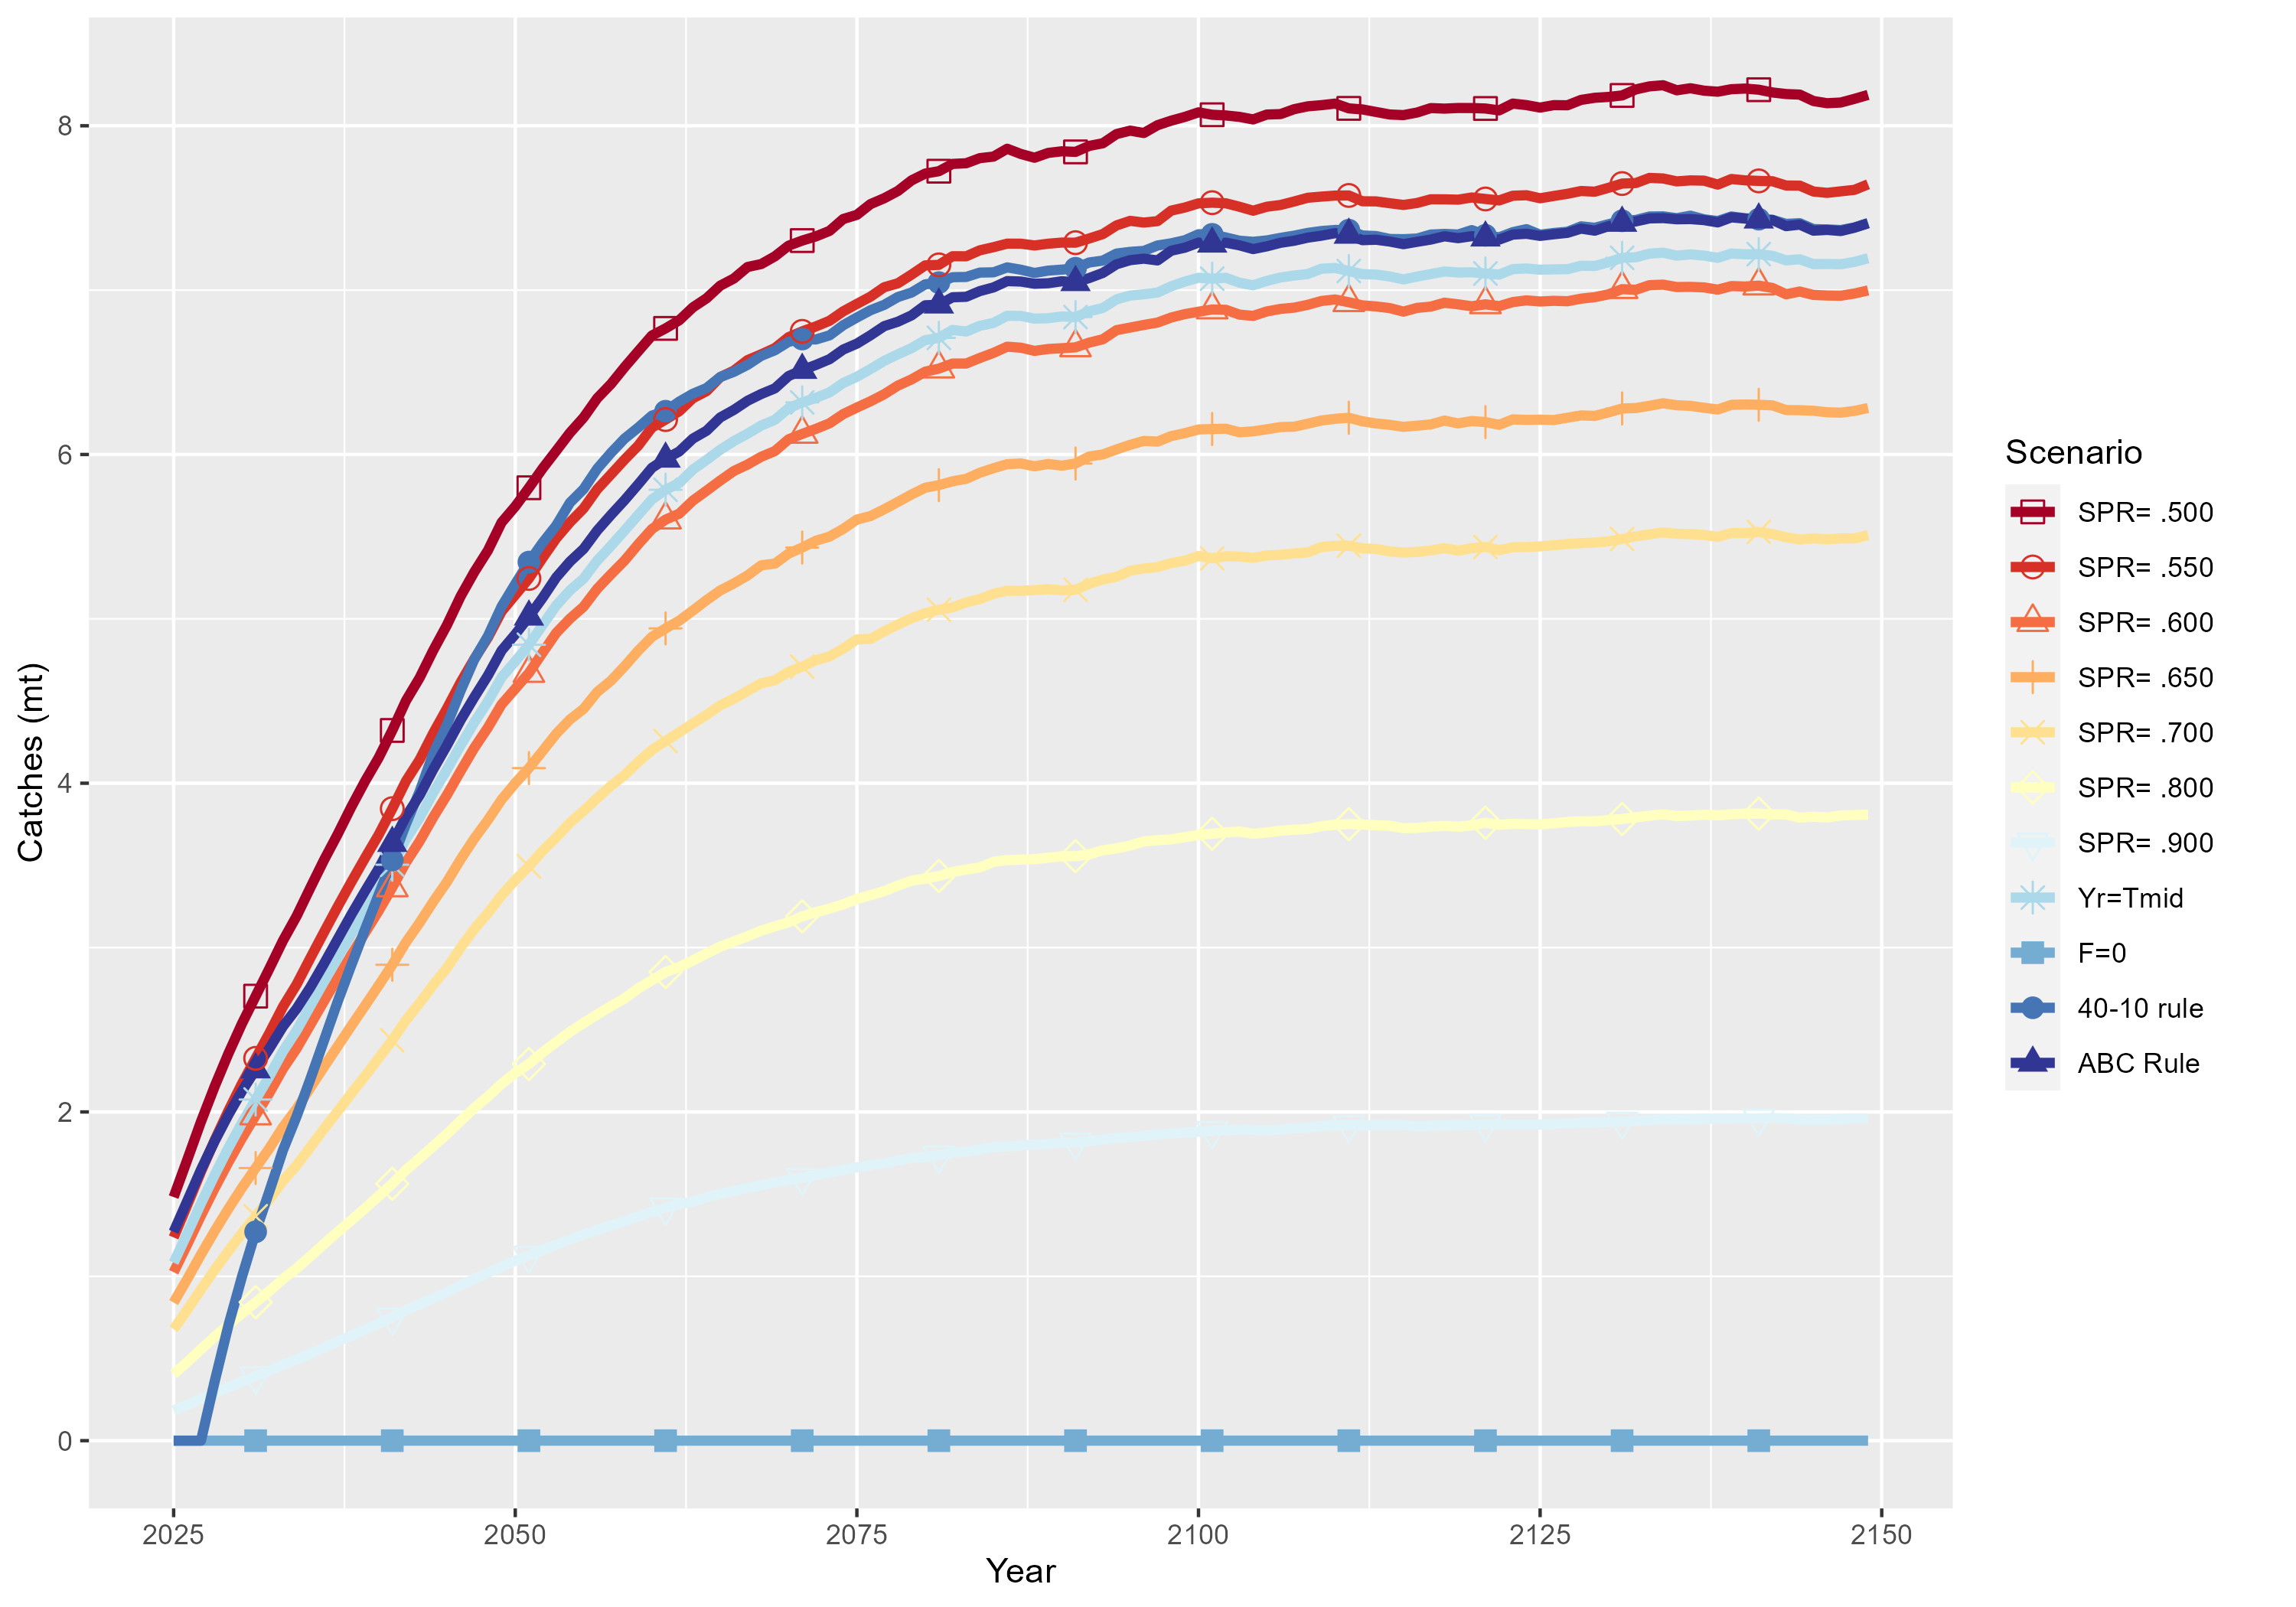 8
6
4
2
0
Catches (mt)
2025 2050 2075 2100 2125 2150
Year
Scenario
SPR= .500
SPR= .550
SPR= .600
SPR= .650
SPR= .700
SPR= .800
SPR= .900
Yr=Tmid
F=0
40-10 rule
ABC Rule